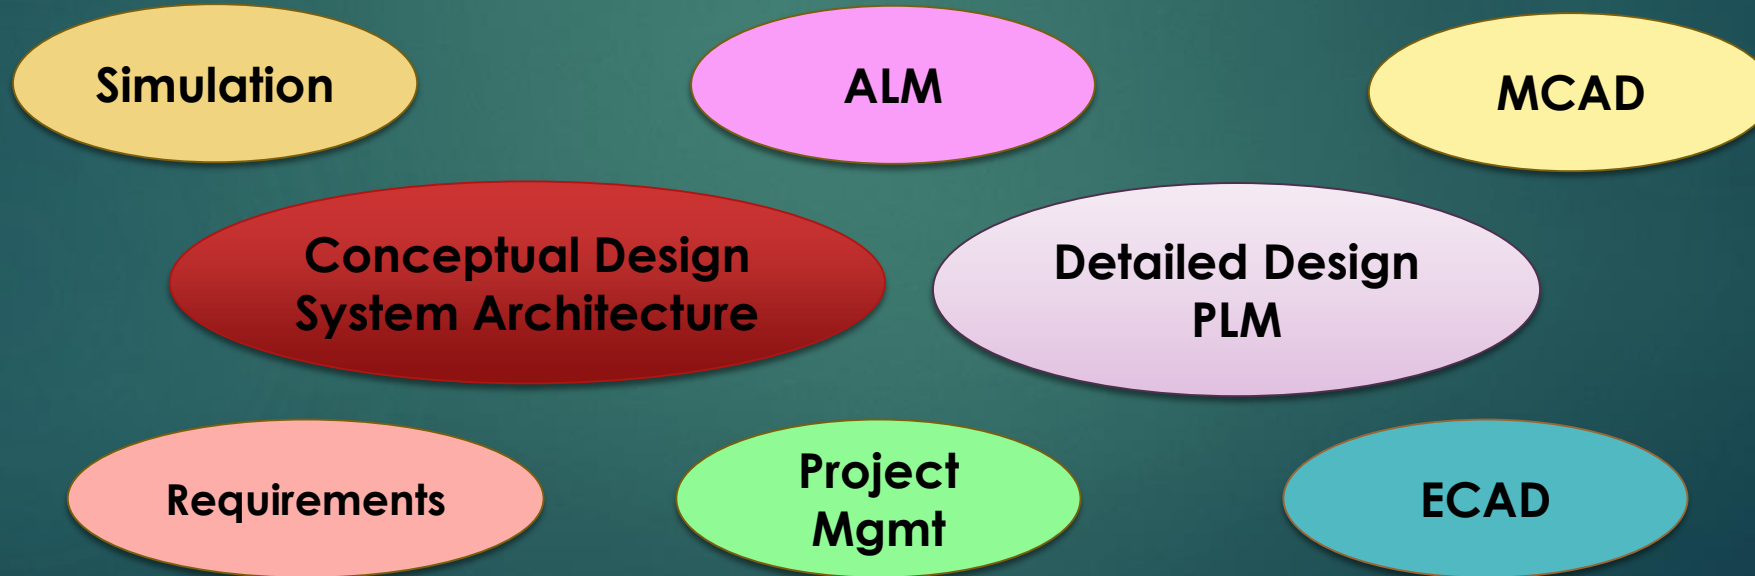 Simulation
ALM
MCAD
Conceptual Design
System Architecture
Detailed Design
PLM
Requirements
Project
Mgmt
ECAD